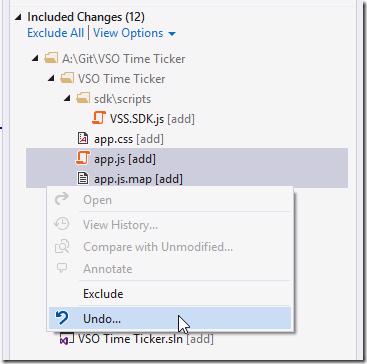 Included Changes (12)
Exclude All | View Options
A:\Git\VSO Time Ticker
VSO Time Ticker
sdk\scripts
VSS.SDK.js [add]
app.css [add]
app.js [add]
app.js.map [add]
Open
View History...
Compare with Unmodified...
Annotate
Exclude
Undo...
VSO Time Ticker.sln [add]